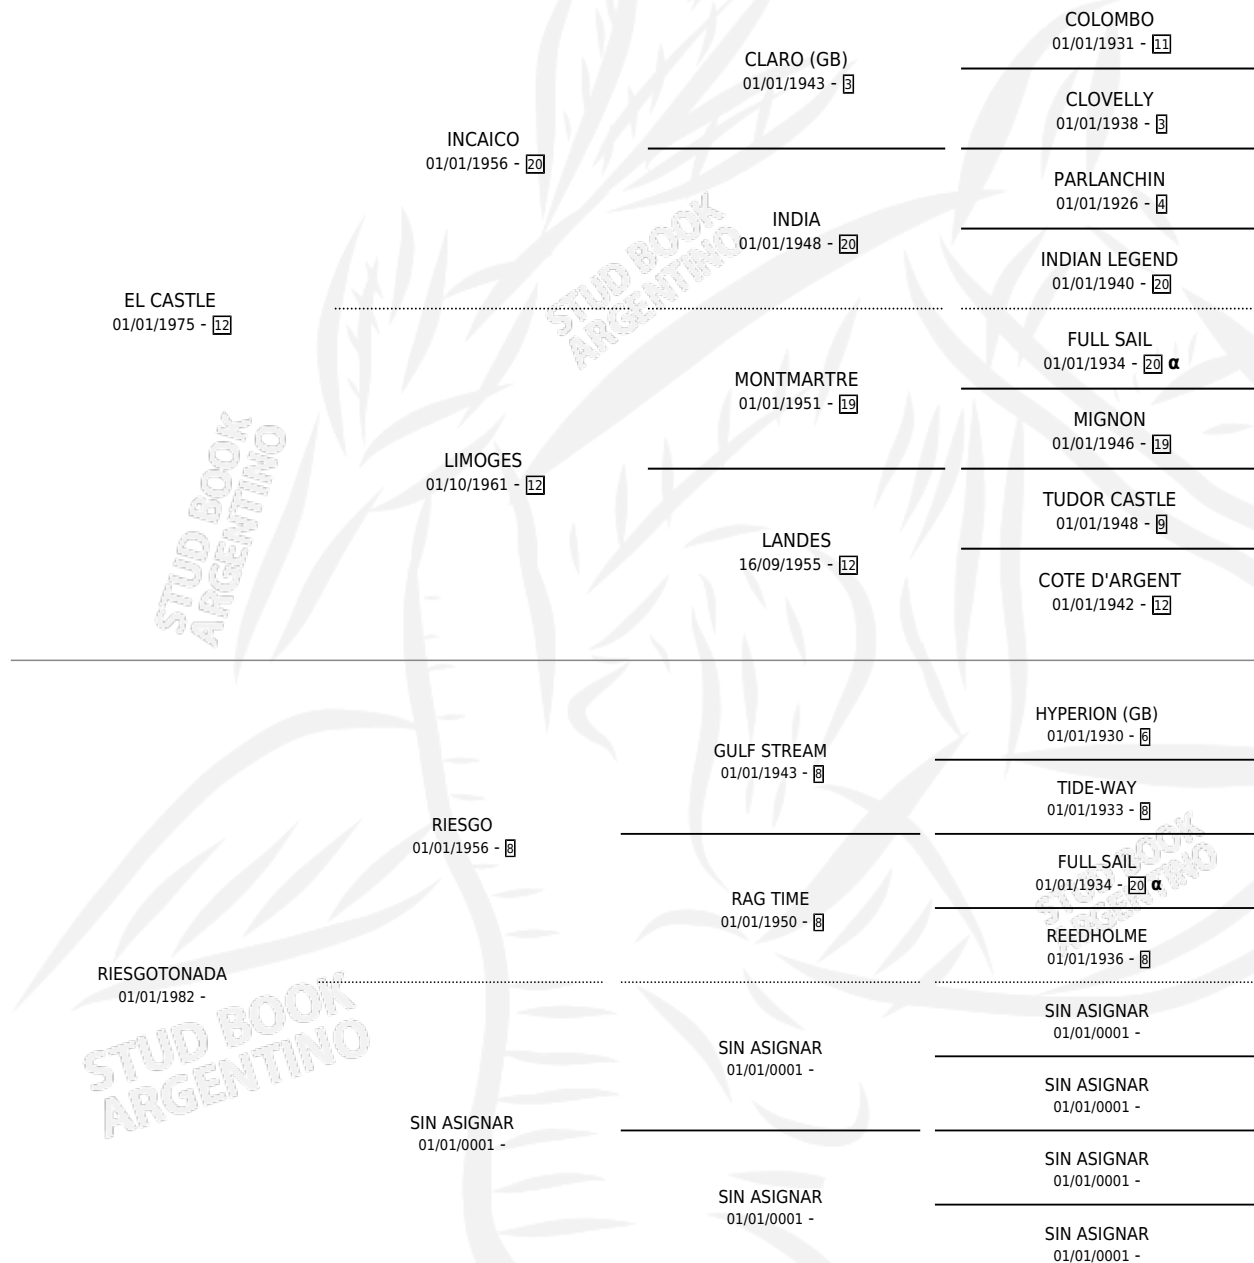 COLOMBO
01/01/1931 - 11
CLARO (GB)
01/01/1943 - 3
CLOVELLY
01/01/1938 - 3
INCAICO
01/01/1956 - 20
PARLANCHIN
01/01/1926 - 4
INDIA
01/01/1948 - 20
INDIAN LEGEND
01/01/1940 - 20
EL CASTLE
01/01/1975 - 12
FULL SAIL
01/01/1934 - 20 α
MONTMARTRE
01/01/1951 - 19
MIGNON
01/01/1946 - 19
LIMOGES
01/10/1961 - 12
TUDOR CASTLE
01/01/1948 - 9
LANDES
16/09/1955 - 12
COTE D'ARGENT
01/01/1942 - 12
HYPERION (GB)
01/01/1930 - 6
GULF STREAM
01/01/1943 - 8
TIDE-WAY
01/01/1933 - 8
RIESGO
01/01/1956 - 8
FULL SAIL
01/01/1934 - 20 α
RAG TIME
01/01/1950 - 8
REEDHOLME
01/01/1936 - 8
RIESGOTONADA
01/01/1982 -
SIN ASIGNAR
01/01/0001 -
SIN ASIGNAR
01/01/0001 -
SIN ASIGNAR
01/01/0001 -
SIN ASIGNAR
01/01/0001 -
SIN ASIGNAR
01/01/0001 -
SIN ASIGNAR
01/01/0001 -
SIN ASIGNAR
01/01/0001 -
STUD BOOK
ARGENTINO
STUD BOOK
ARGENTINO
STUD BOOK
ARGENTINO
STUD BOOK
ARGENTINO